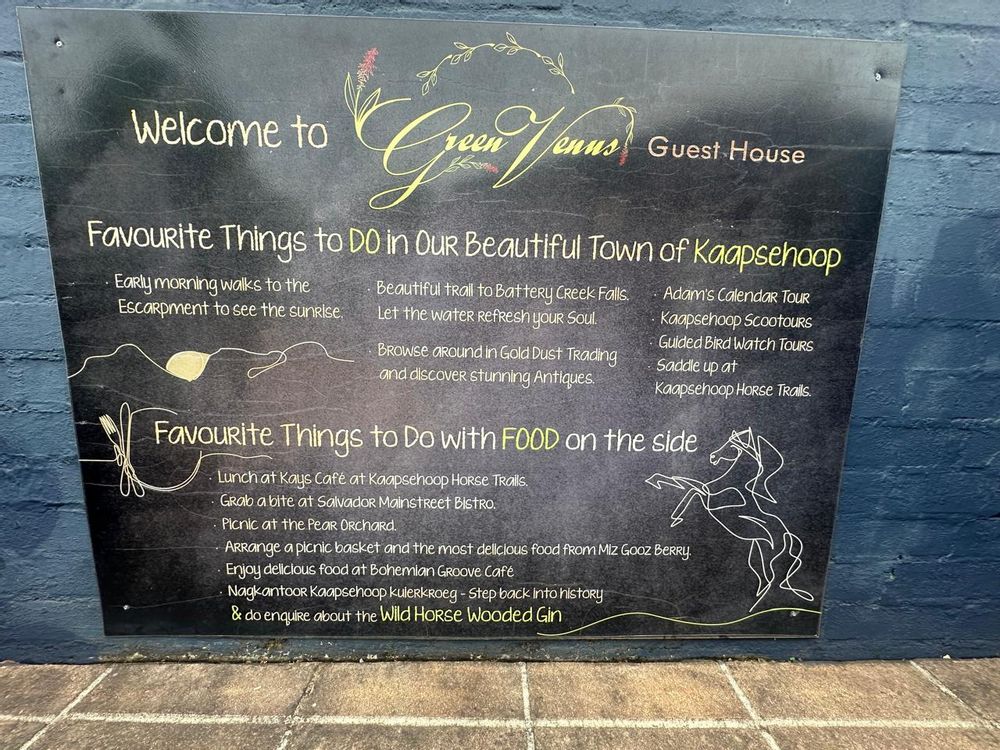 Welcome to Green Venus Guest House
Favourite Things to DO in Our Beautiful Town of Kaapsehoop
· Early morning walks to the
Escarpment to see the sunrise.
· Beautiful trail to Battery Creek Falls.
Let the water refresh your Soul.
· Browse around in Gold Dust Trading
and discover stunning Antiques.
· Adam's Calendar Tour
· Kaapsehoop Scootours
· Guided Bird Watch Tours
· Saddle up at
Kaapsehoop Horse Trails.
Favourite Things to Do with FOOD on the side
· Lunch at Kays Café at Kaapsehoop Horse Trails.
· Grab a bite at Salvador Mainstreet Bistro.
· Picnic at the Pear Orchard.
· Arrange a picnic basket and the most delicious food from Miz Gooz Berry.
· Enjoy delicious food at Bohemian Groove Café
· Nagkantoor Kaapsehoop kuierkroeg - Step back into history
& do enquire about the Wild Horse Wooded Gin